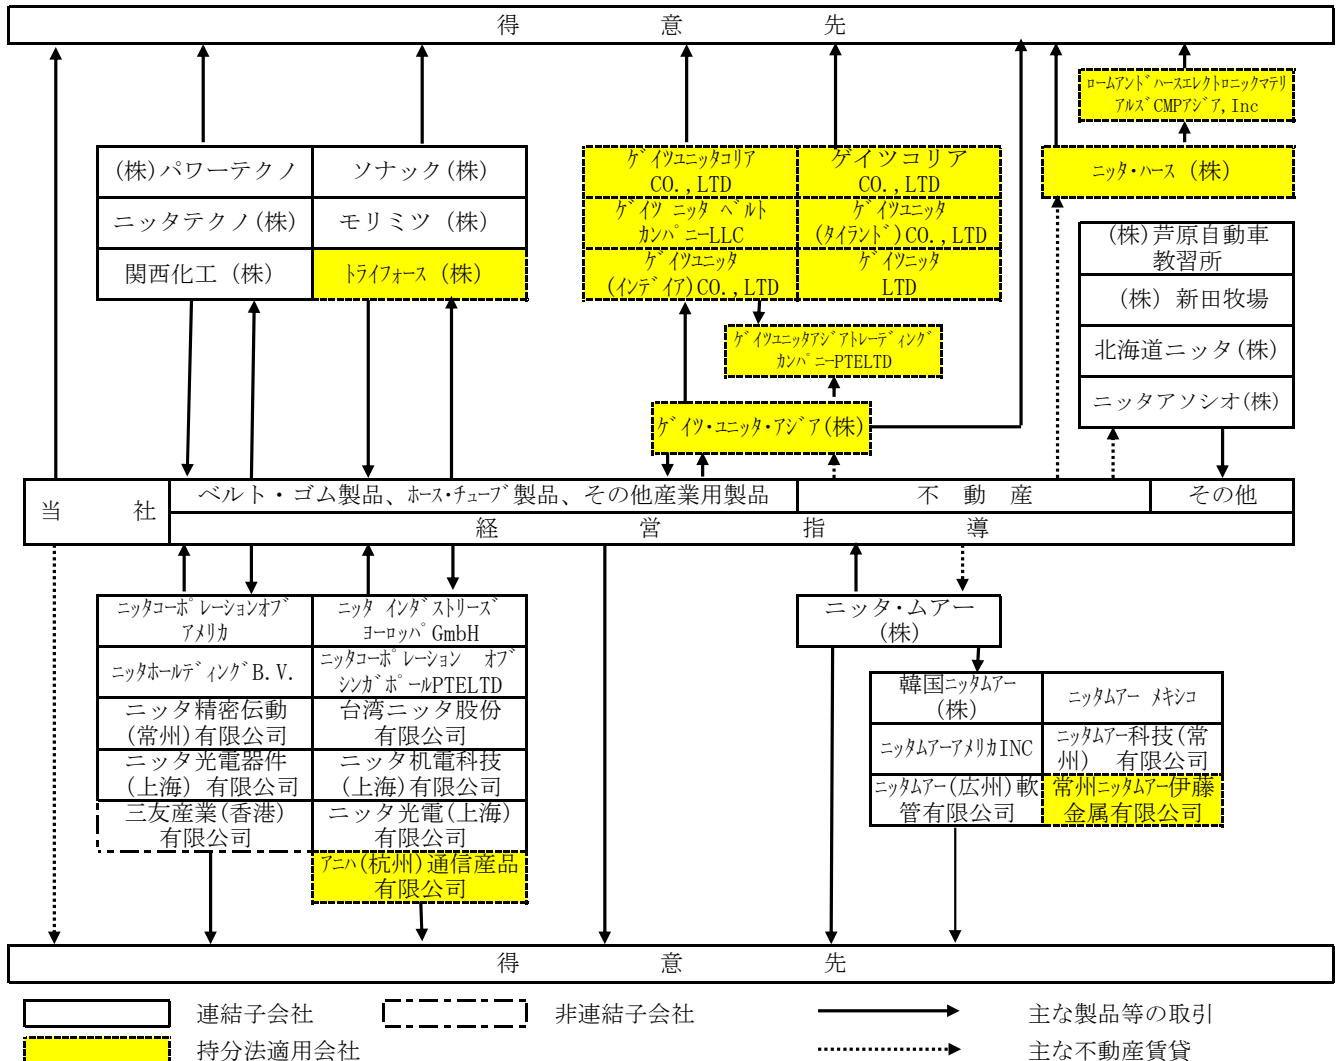 得　意　先
ロームアンドハースエレクトロニックマテリ
アルズCMPアジア,Inc
(株)パワーテクノ
ソナック(株)
ゲイツユニッタコリア
CO.,LTD
ゲイツコリア
CO.,LTD
ニッタ・ハース (株)
ニッタテクノ(株)
モリミツ (株)
ゲイツ ニッタ ベルト
カンパニーLLC
ゲイツユニッタ
(タイランド)CO.,LTD
関西化工 (株)
トライフォース (株)
ゲイツユニッタ
(インディア)CO.,LTD
ゲイツニッタ
LTD
(株)芦原自動車
教習所
(株) 新田牧場
北海道ニッタ(株)
ニッタアソシオ(株)
ゲイツユニッタアジアトレーディング
カンパニーPTELTD
ゲイツ・ユニッタ・アジア(株)
当　社
ベルト・ゴム製品、ホース・チューブ製品、その他産業用製品
不 動 産
その他
経　営　指　導
ニッタコーポレーションオブ
アメリカ
ニッタ インダストリーズ
ヨーロッパGmbH
ニッタホールディングB.V.
ニッタコーポレーション　オブ
シンガポールPTELTD
ニッタ精密伝動
(常州)有限公司
台湾ニッタ股份
有限公司
ニッタ光電器件
(上海) 有限公司
ニッタ机電科技
(上海)有限公司
三友産業(香港)
有限公司
ニッタ光電(上海)
有限公司
アニハ(杭州)通信産品
有限公司
ニッタ・ムアー
(株)
韓国ニッタムアー
(株)
ニッタムアー メキシコ
ニッタムアーアメリカINC
ニッタムアー科技(常
州)　有限公司
ニッタムアー(広州)軟
管有限公司
常州ニッタムアー伊藤
金属有限公司
得　意　先
連結子会社
非連結子会社
主な製品等の取引
持分法適用会社
主な不動産賃貸